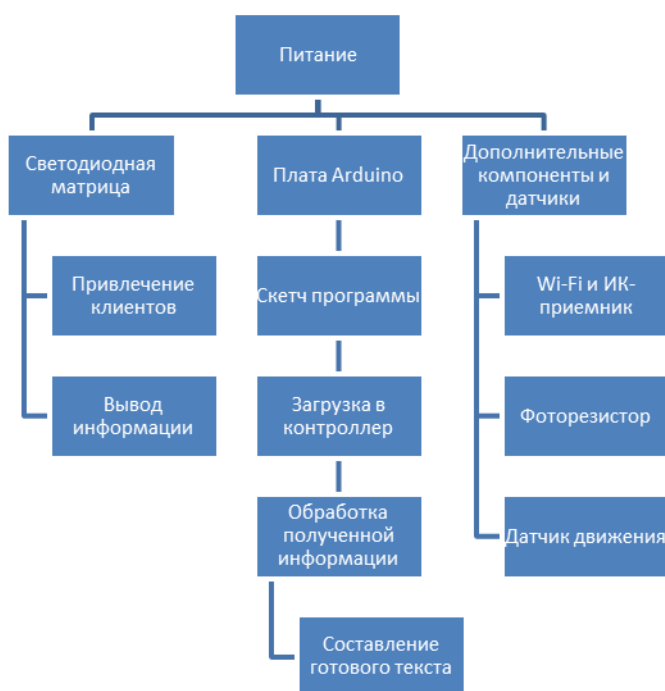 Питание
Светодиодная
матрица
Плата Arduino
Дополнительные
компоненты и
датчики
Привлечение
клиентов
Скетч программы
Wi-Fi и ИК-
приемник
Вывод
информации
Загрузка в
контроллер
Фоторезистор
Обработка
полученной
информации
Датчик движения
Составление
готового текста